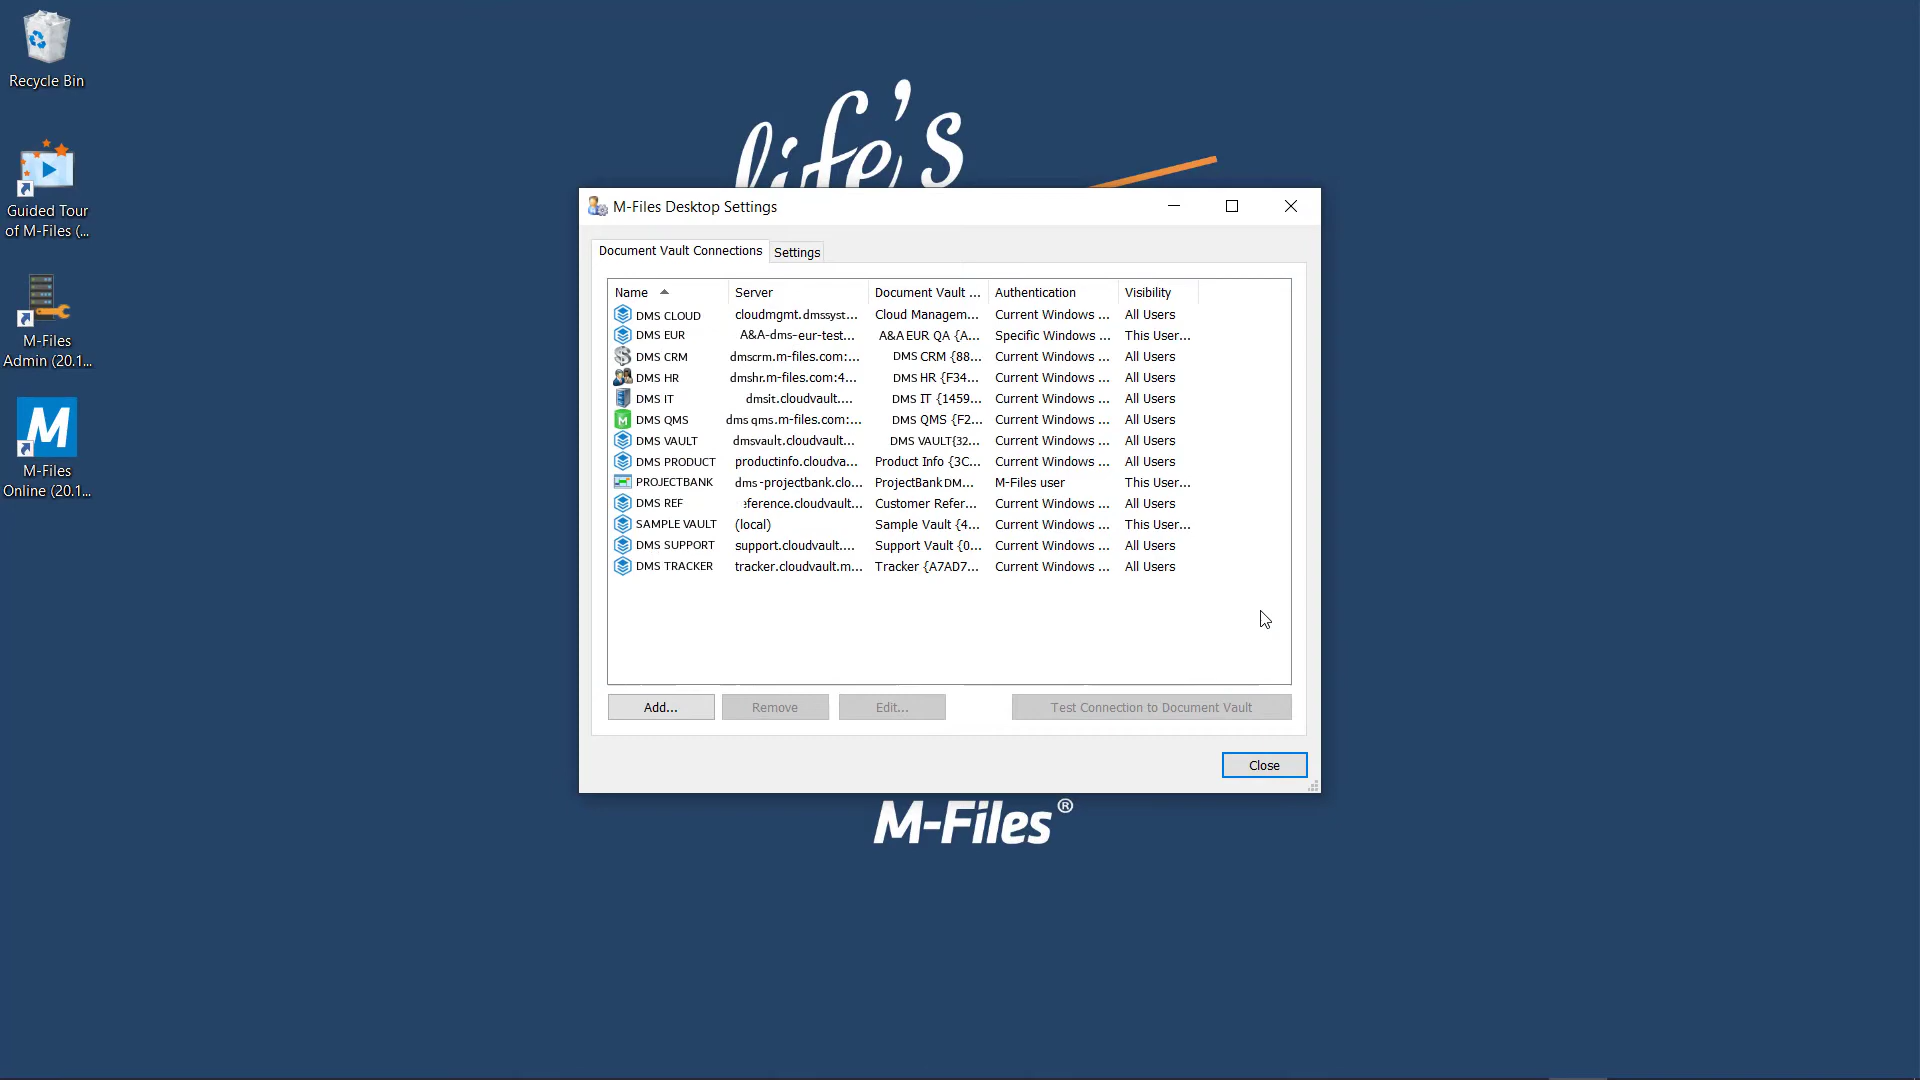 Recycle Bin
Guided Tour
of M-Files (...
M-Files
Admin (20.1...
M
M-Files
Online (20.1...
life's
M-Files Desktop Settings
Document Vault Connections Settings
Name Server Document Vault ... Authentication Visibility
DMS CLOUD cloudmgmt.dmssyst... Cloud Managem... Current Windows ... All Users
DMS EUR A&A-dms-eur-test... A&A EUR QA {A... Specific Windows ... This User...
DMS CRM dmscrm.m-files.com:... DMS CRM {88... Current Windows ... All Users
DMS HR dmshr.m-files.com:4... DMS HR {F34... Current Windows ... All Users
DMS IT dmsit.cloudvault.... DMS IT {1459... Current Windows ... All Users
DMS QMS dms qms.m-files.com:... DMS QMS {F2... Current Windows ... All Users
DMS VAULT dmsvault.cloudvault... DMS VAULT{32... Current Windows ... All Users
DMS PRODUCT productinfo.cloudva... Product Info {3C... Current Windows ... All Users
PROJECTBANK dms-projectbank.clo... ProjectBank DM... M-Files user This User...
DMS REF eference.cloudvault... Customer Refer... Current Windows ... All Users
SAMPLE VAULT (local) Sample Vault {4... Current Windows ... This User...
DMS SUPPORT support.cloudvault.... Support Vault {0... Current Windows ... All Users
DMS TRACKER tracker.cloudvault.m... Tracker {A7AD7... Current Windows ... All Users
Add... Remove Edit... Test Connection to Document Vault
Close
M-Files®